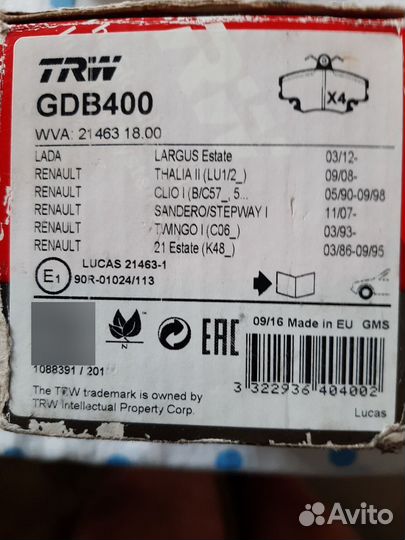 TRW
GDB400
X4
WVA: 21463 18.00
LADA LARGUS Estate 03/12-
RENAULT THALIA II (LU1/2_) 09/08-
RENAULT CLIO I (B/C57_, 5... 05/90-09/98
RENAULT SANDERO/STEPWAY I 11/07-
RENAULT TWINGO I (C06_) 03/93-
RENAULT 21 Estate (K48_) 03/86-09/95
E1 LUCAS 21463-1
90R-01024/113
N
EAC
09/16 Made in EU GMS
1088391 / 201
3 322936 404002
The TRW trademark is owned by
TRW Intellectual Property Corp.
Lucas
Avito